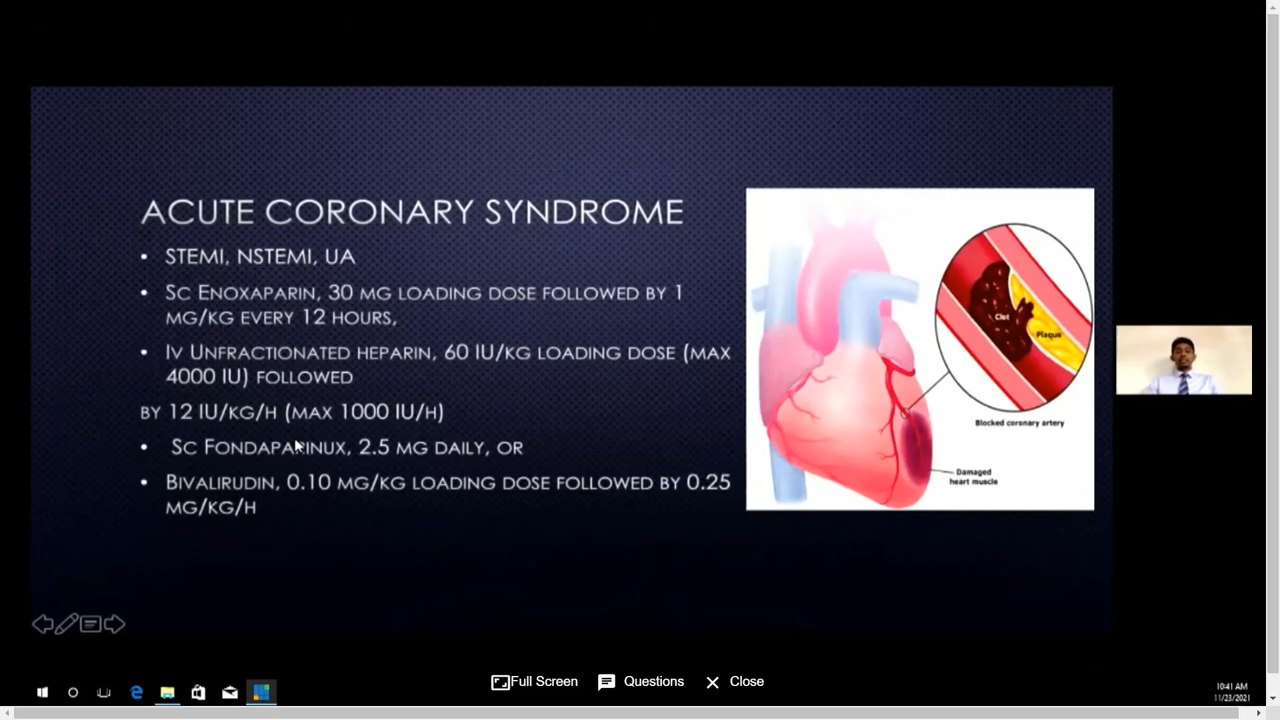 ACUTE CORONARY SYNDROME
• STEMI, NSTEMI, UA
• SC ENOXAPARIN, 30 MG LOADING DOSE FOLLOWED BY 1
MG/KG EVERY 12 HOURS,
• IV UNFRACTIONATED HEPARIN, 60 IU/KG LOADING DOSE (MAX
4000 IU) FOLLOWED
BY 12 IU/KG/H (MAX 1000 IU/H)
• SC FONDAPARINUX, 2.5 MG DAILY, OR
• BIVALIRUDIN, 0.10 MG/KG LOADING DOSE FOLLOWED BY 0.25
MG/KG/H
Clot
Plaque
Blocked coronary artery
Damaged
heart muscle
Full Screen Questions Close
10:41 AM
11/23/2021